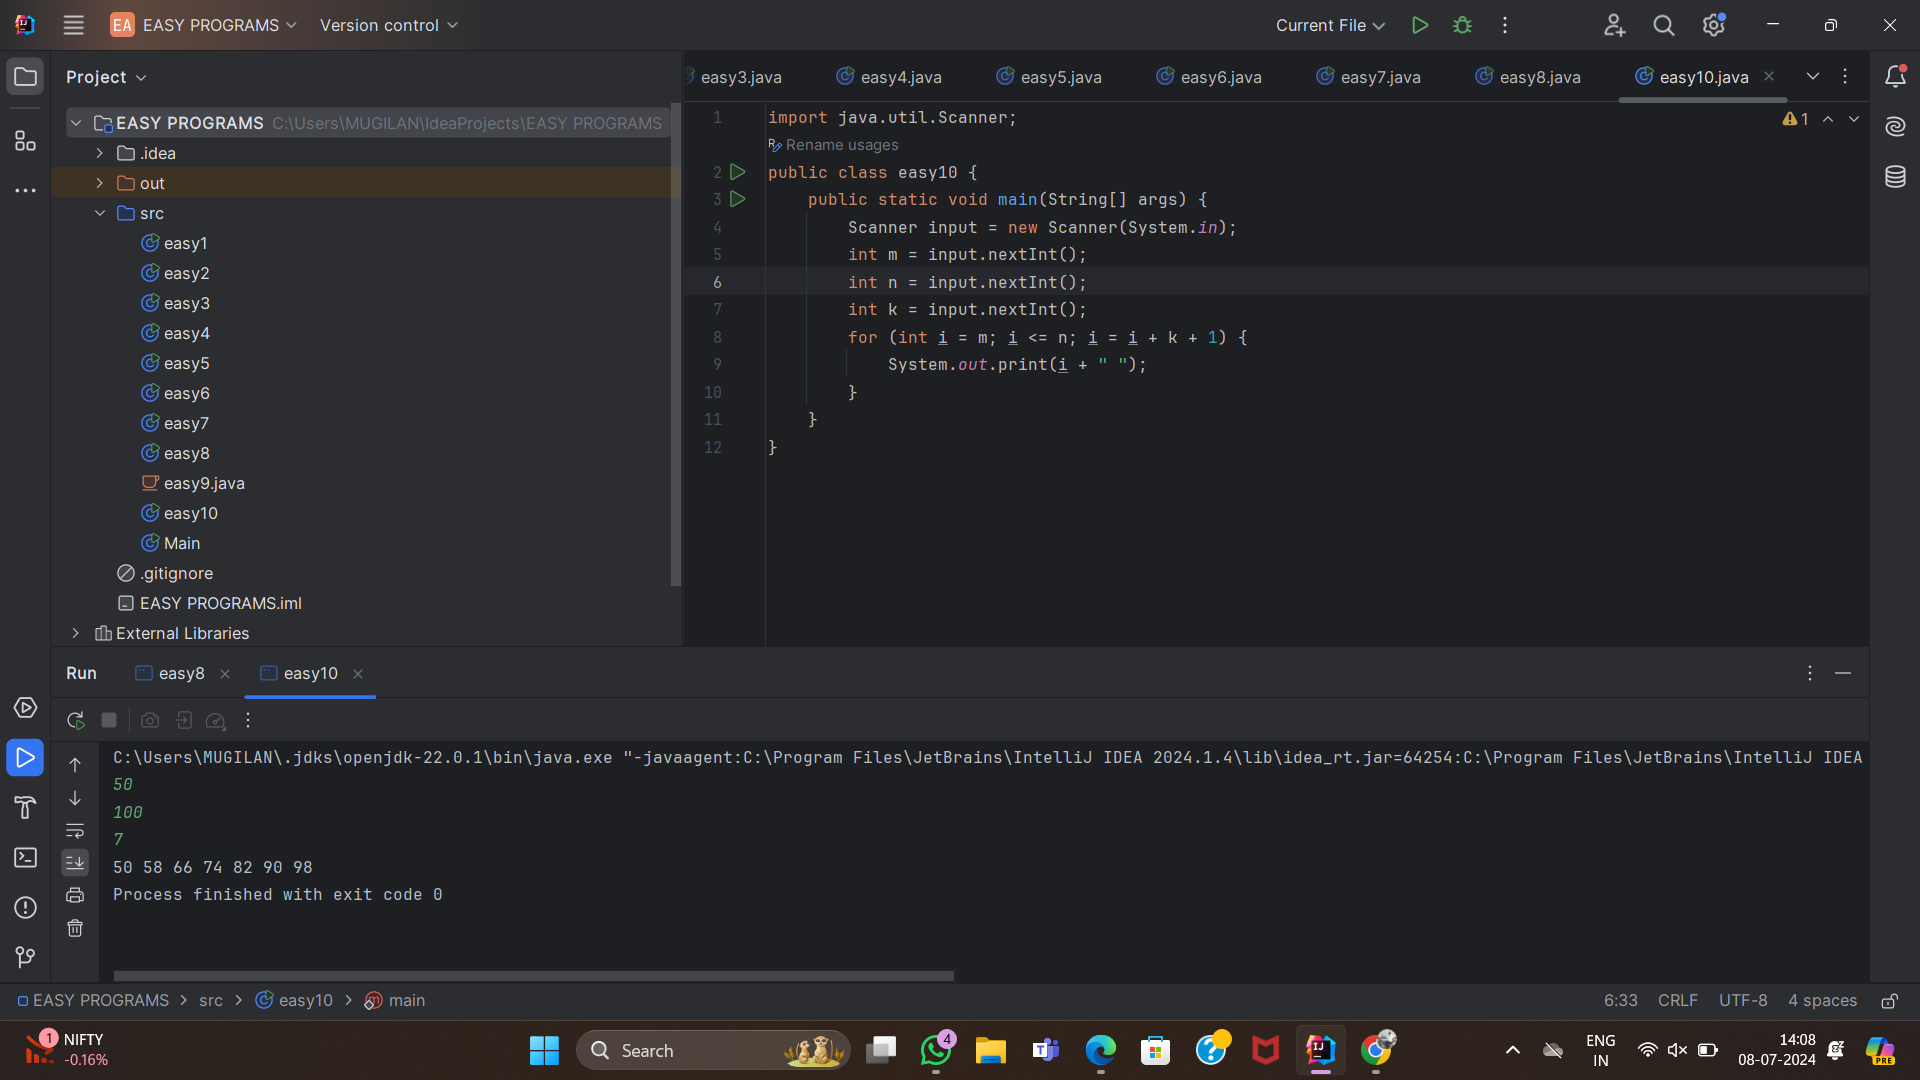 EA EASY PROGRAMS Version control Current File
Project
easy3.java easy4.java easy5.java easy6.java easy7.java easy8.java easy10.java
EASY PROGRAMS C:\Users\MUGILAN\IdeaProjects\EASY PROGRAMS
.idea
out
src
easy1
easy2
easy3
easy4
easy5
easy6
easy7
easy8
easy9.java
easy10
Main
.gitignore
EASY PROGRAMS.iml
External Libraries
1 import java.util.Scanner;
Rename usages
2 public class easy10 {
3 public static void main(String[] args) {
4 Scanner input = new Scanner(System.in);
5 int m = input.nextInt();
6 int n = input.nextInt();
7 int k = input.nextInt();
8 for (int i = m; i <= n; i = i + k + 1) {
9 System.out.print(i + " ");
10 }
11 }
12 }
1
Run easy8 easy10
C:\Users\MUGILAN\.jdks\openjdk-22.0.1\bin\java.exe "-javaagent:C:\Program Files\JetBrains\IntelliJ IDEA 2024.1.4\lib\idea_rt.jar=64254:C:\Program Files\JetBrains\IntelliJ IDEA
50
100
7
50 58 66 74 82 90 98
Process finished with exit code 0
EASY PROGRAMS > src > easy10 > main 6:33 CRLF UTF-8 4 spaces
1 NIFTY
-0.16%
Search
4
ENG
IN
14:08
08-07-2024
PRE